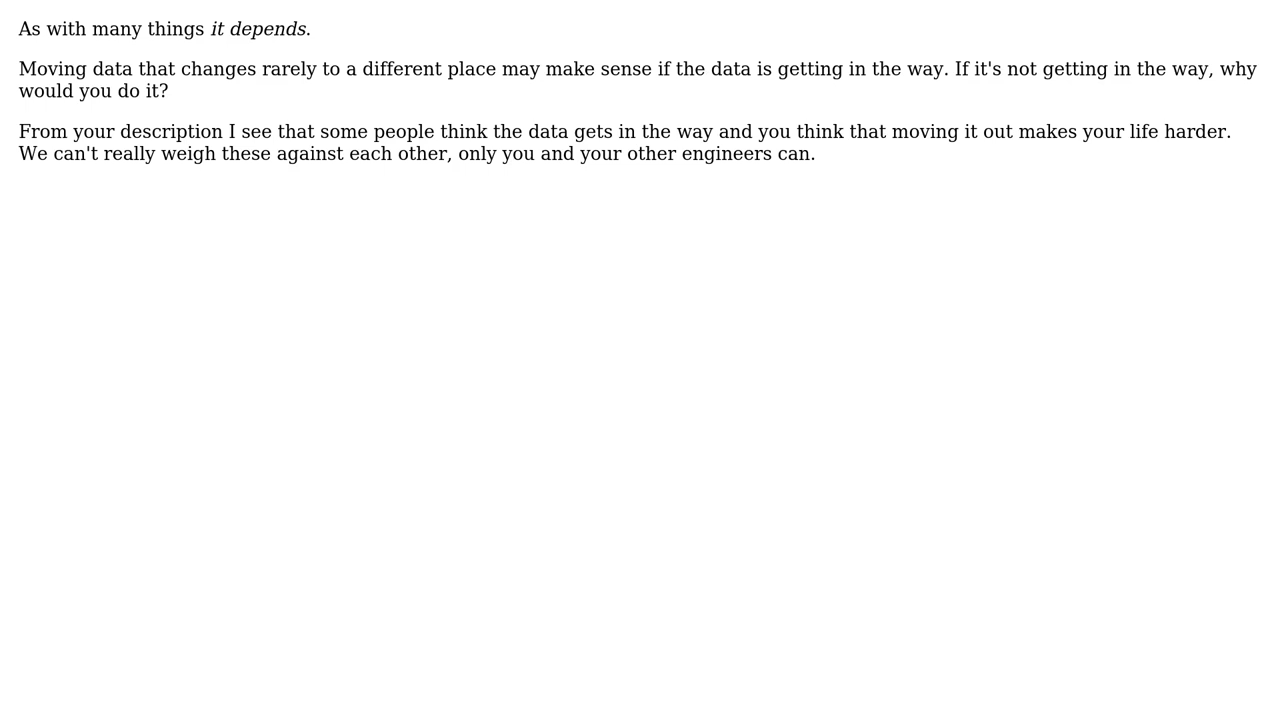 As with many things it depends.
Moving data that changes rarely to a different place may make sense if the data is getting in the way. If it's not getting in the way, why
would you do it?
From your description I see that some people think the data gets in the way and you think that moving it out makes your life harder.
We can't really weigh these against each other, only you and your other engineers can.